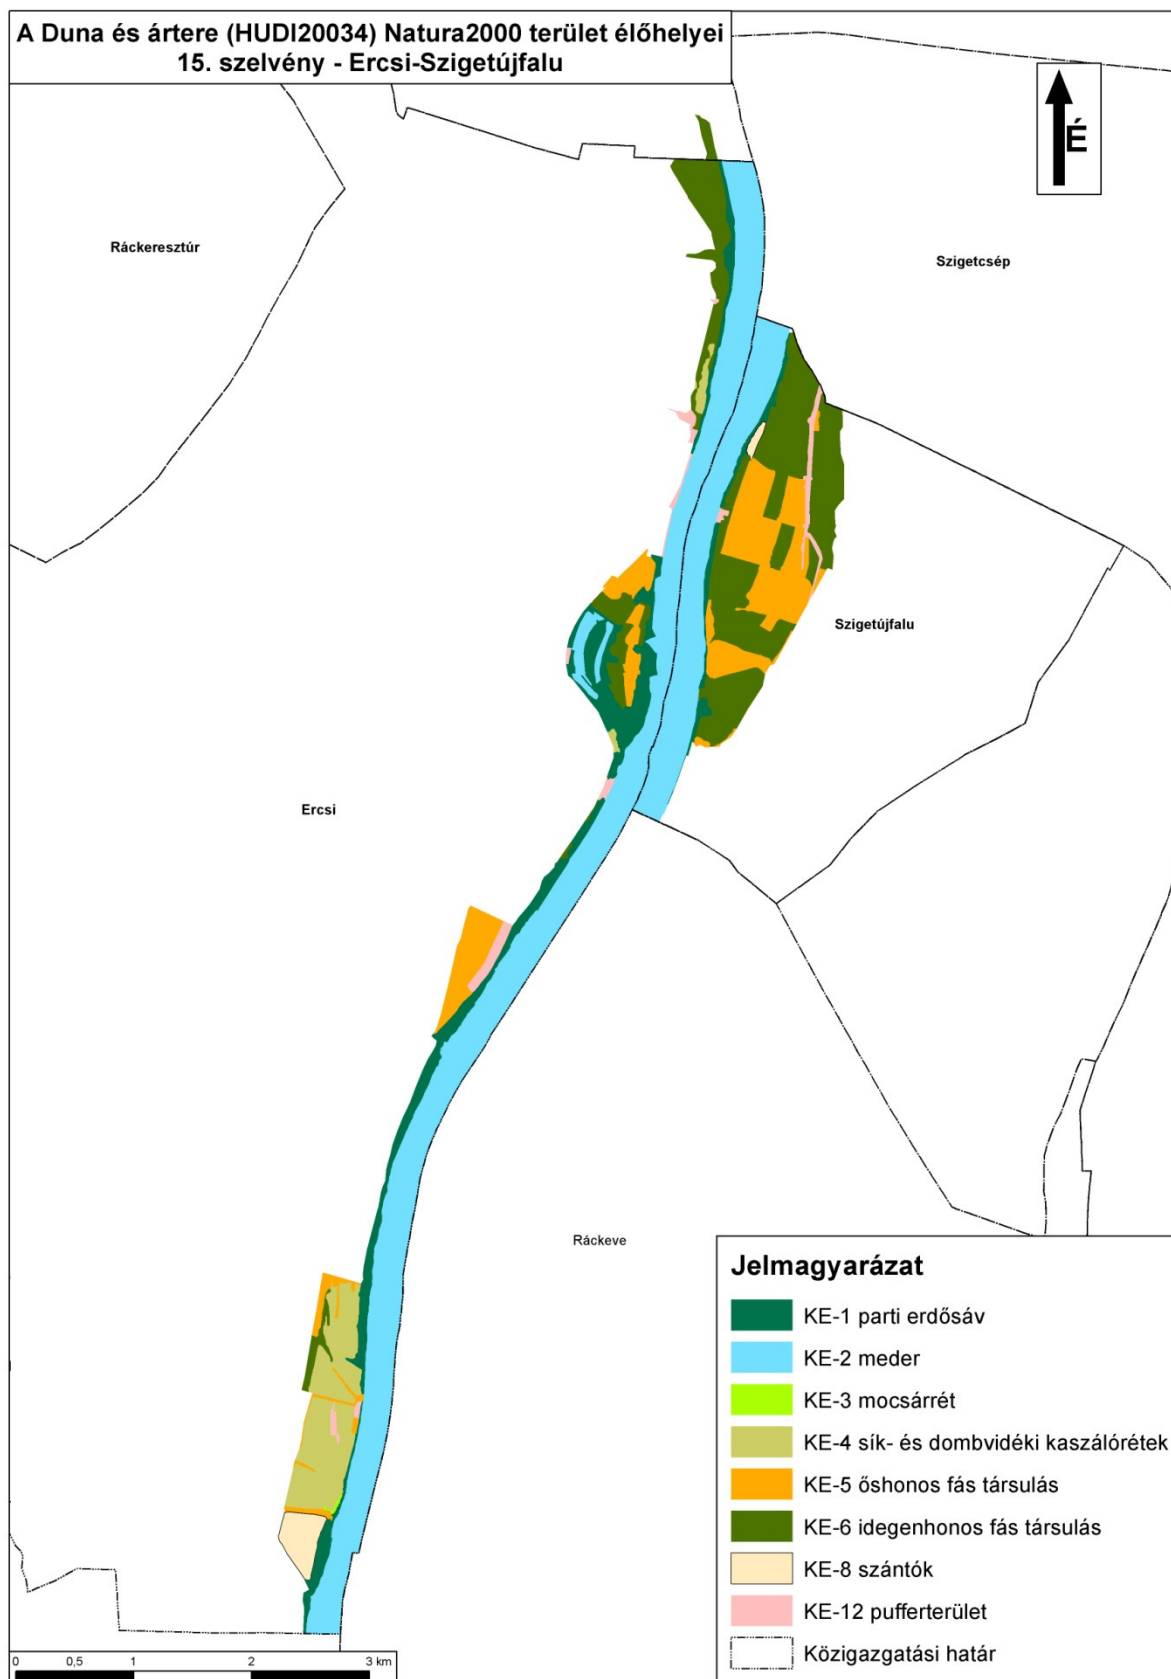 A Duna és ártere (HUDI20034) Natura2000 terület élőhelyei
15. szelvény - Ercsi-Szigetújfalu
É
Ráckeresztúr
Szigetcsép
Szigetújfalu
Ercsi
Ráckeve
Jelmagyarázat
KE-1 parti erdősáv
KE-2 meder
KE-3 mocsárrét
KE-4 sík- és dombvidéki kaszálórétek
KE-5 őshonos fás társulás
KE-6 idegenhonos fás társulás
KE-8 szántók
KE-12 pufferterület
Közigazgatási határ
0 0,5 1 2 3 km